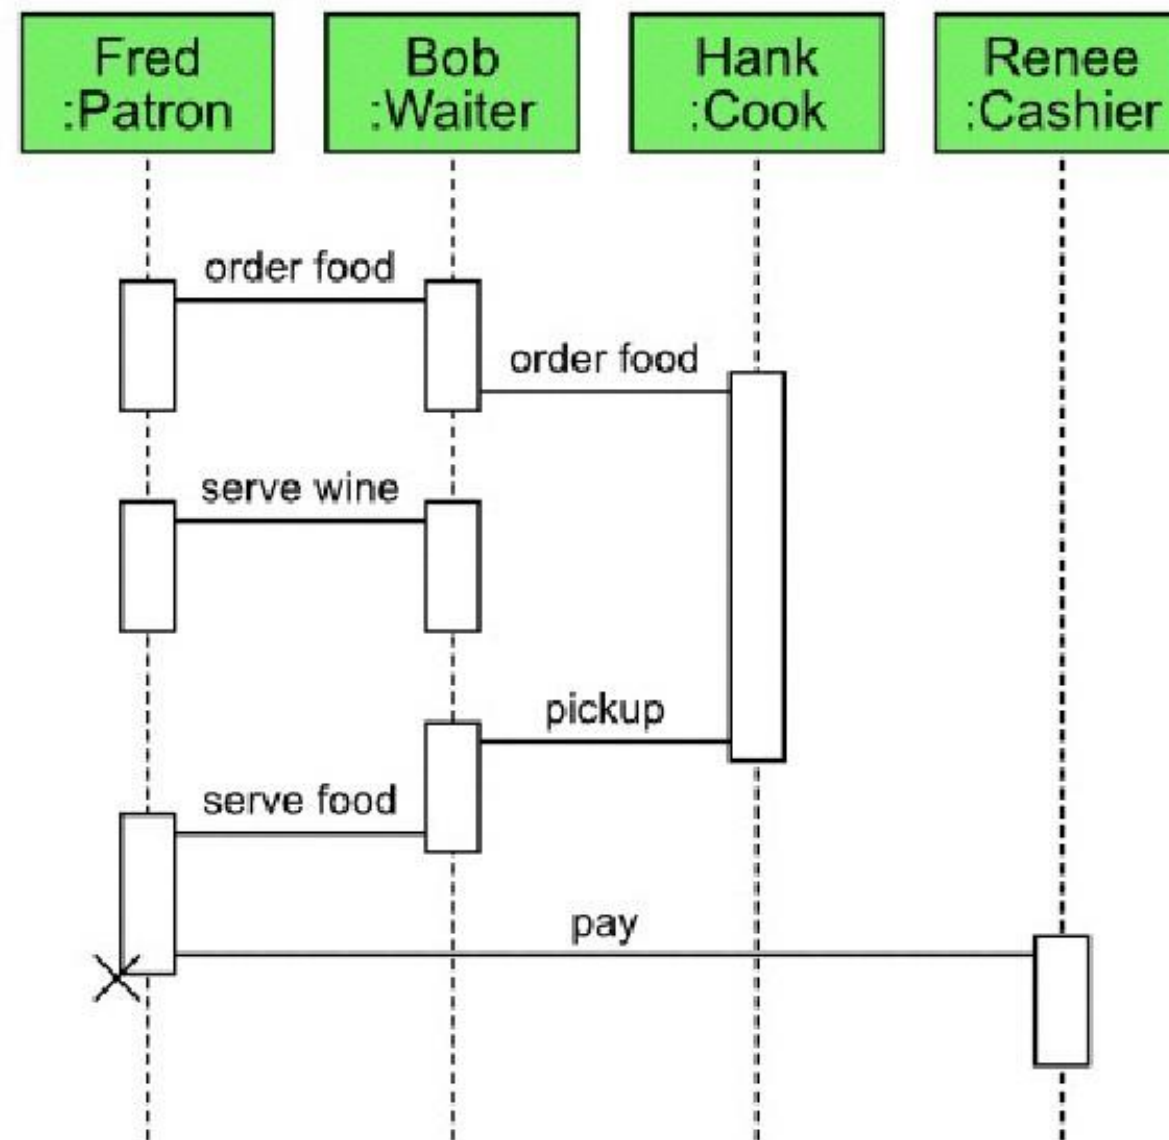 Fred
:Patron
Bob
:Waiter
Hank
:Cook
Renee
:Cashier
order food
order food
serve wine
pickup
serve food
pay